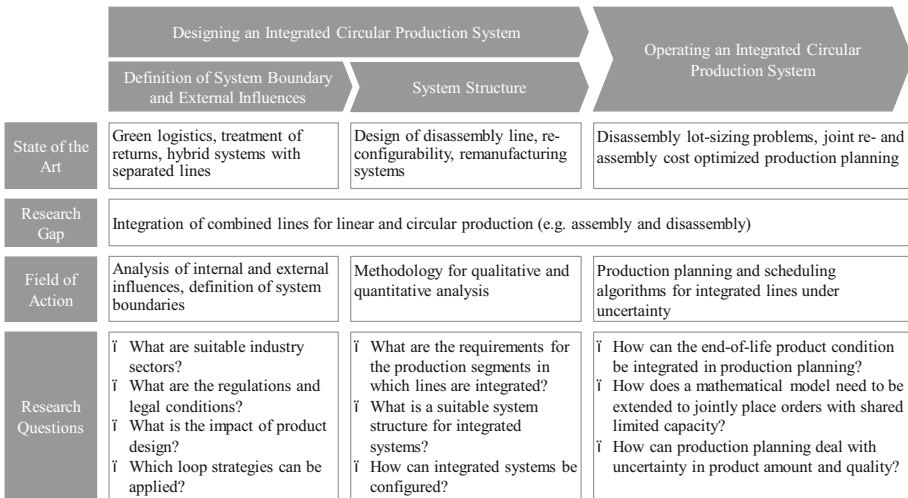 Designing an Integrated Circular Production System
Operating an Integrated Circular
Production System
Definition of System Boundary
and External Influences
System Structure
State of the
Art
Green logistics, treatment of
returns, hybrid systems with
separated lines
Design of disassembly line, re-
configurability, remanufacturing
systems
Disassembly lot-sizing problems, joint re- and
assembly cost optimized production planning
Research
Gap
Integration of combined lines for linear and circular production (e.g. assembly and disassembly)
Field of
Action
Analysis of internal and external
influences, definition of system
boundaries
Methodology for qualitative and
quantitative analysis
Production planning and scheduling
algorithms for integrated lines under
uncertainty
Research
Questions
ï What are suitable industry
sectors?
ï What are the regulations and
legal conditions?
ï What is the impact of product
design?
ï Which loop strategies can be
applied?
ï What are the requirements for
the production segments in
which lines are integrated?
ï What is a suitable system
structure for integrated
systems?
ï How can integrated systems be
configured?
ï How can the end-of-life product condition
be integrated in production planning?
ï How does a mathematical model need to be
extended to jointly place orders with shared
limited capacity?
ï How can production planning deal with
uncertainty in product amount and quality?